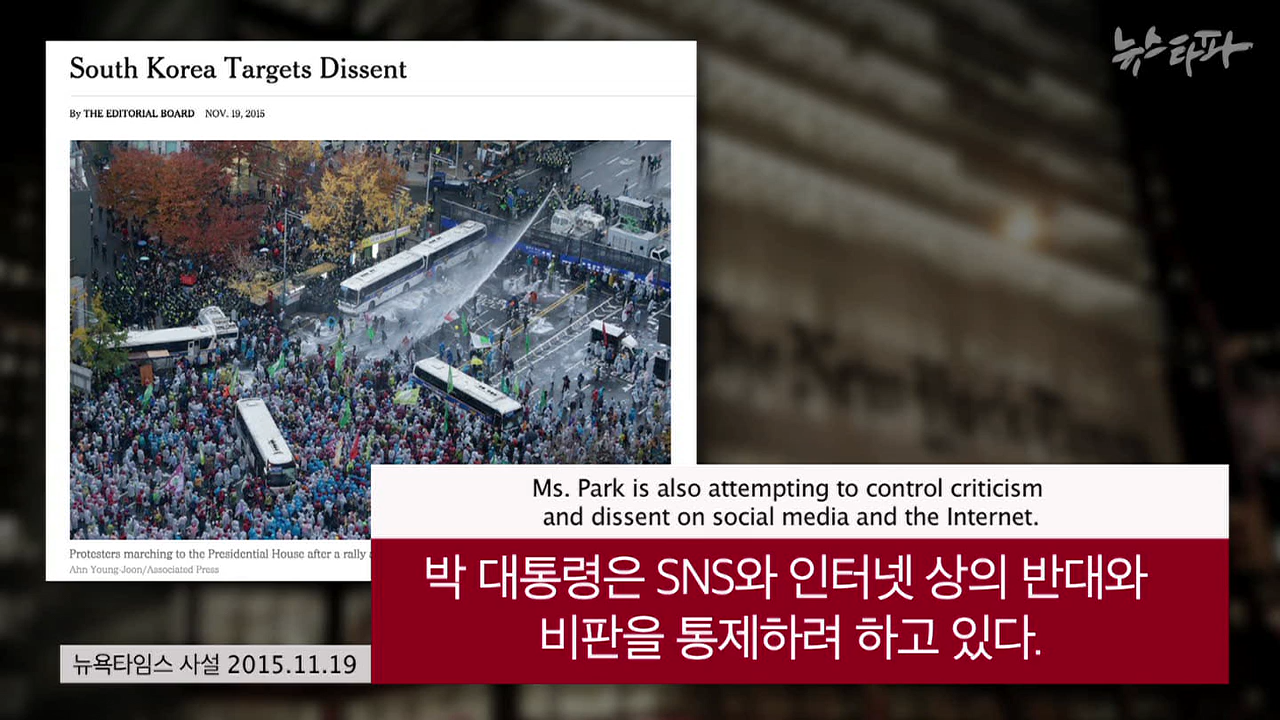 뉴스타파
South Korea Targets Dissent
By THE EDITORIAL BOARD NOV. 19, 2015
Protesters marching to the Presidential House after a rally
Ahn Young-Joon/Associated Press
Ms. Park is also attempting to control criticism
and dissent on social media and the Internet.
박 대통령은 SNS와 인터넷 상의 반대와
비판을 통제하려 하고 있다.
뉴욕타임스 사설 2015.11.19